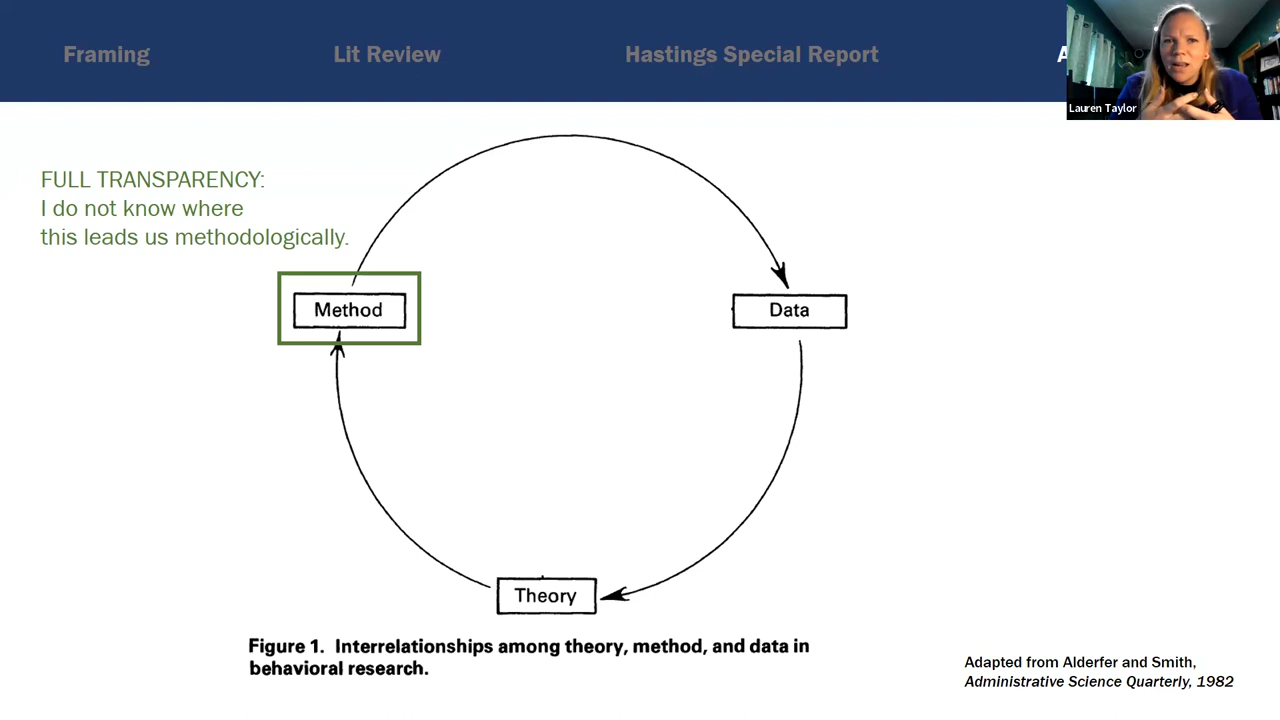 Framing Lit Review Hastings Special Report
Lauren Taylor
FULL TRANSPARENCY:
I do not know where
this leads us methodologically.
Method
Data
Theory
Figure 1. Interrelationships among theory, method, and data in
behavioral research.
Adapted from Alderfer and Smith,
Administrative Science Quarterly, 1982